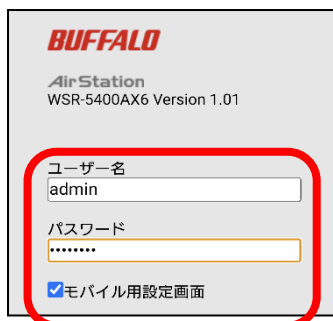 BUFFALO
AirStation
WSR-5400AX6 Version 1.01
ユーザー名
admin
パスワード
••••••••
モバイル用設定画面